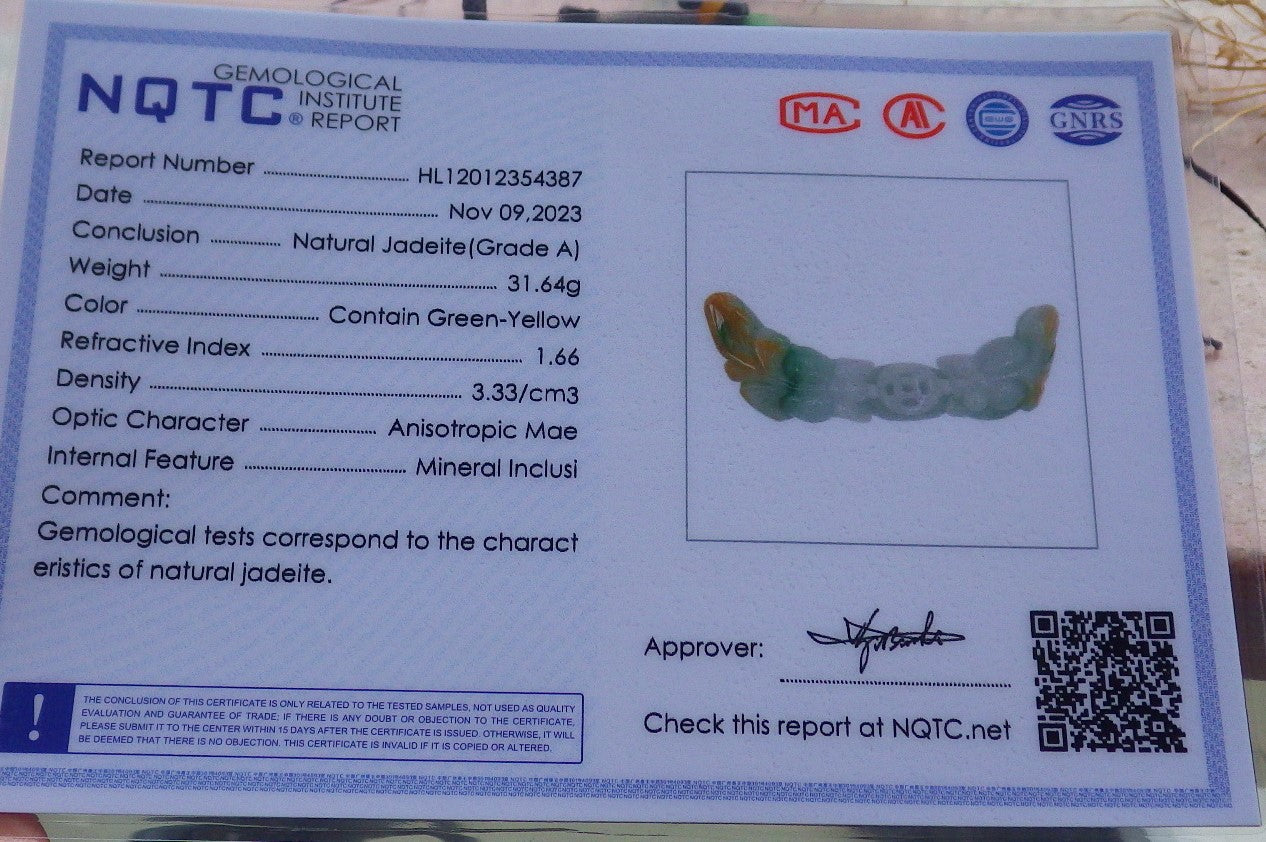 NQTC
GEMOLOGICAL
INSTITUTE
® REPORT
CMA
GNRS
Report Number ........ HL12012354387
Date ........ Nov 09,2023
Conclusion ........ Natural Jadeite(Grade A)
Weight ........ 31.64g
Color ........ Contain Green-Yellow
Refractive Index ........ 1.66
Density ........ 3.33/cm3
Optic Character ........ Anisotropic Mae
Internal Feature ........ Mineral Inclusi
Comment:
Gemological tests correspond to the charact
eristics of natural jadeite.
Approver:
Check this report at NQTC.net
!
THE CONCLUSION OF THIS CERTIFICATE IS ONLY RELATED TO THE TESTED SAMPLES, NOT USED AS QUALITY
EVALUATION AND GUARANTEE OF TRADE; IF THERE IS ANY DOUBT OR OBJECTION TO THE CERTIFICATE,
PLEASE SUBMIT IT TO THE CENTER WITHIN 15 DAYS AFTER THE CERTIFICATE IS ISSUED. OTHERWISE, IT WILL
BE DEEMED THAT THERE IS NO OBJECTION. THIS CERTIFICATE IS INVALID IF IT IS COPIED OR ALTERED.